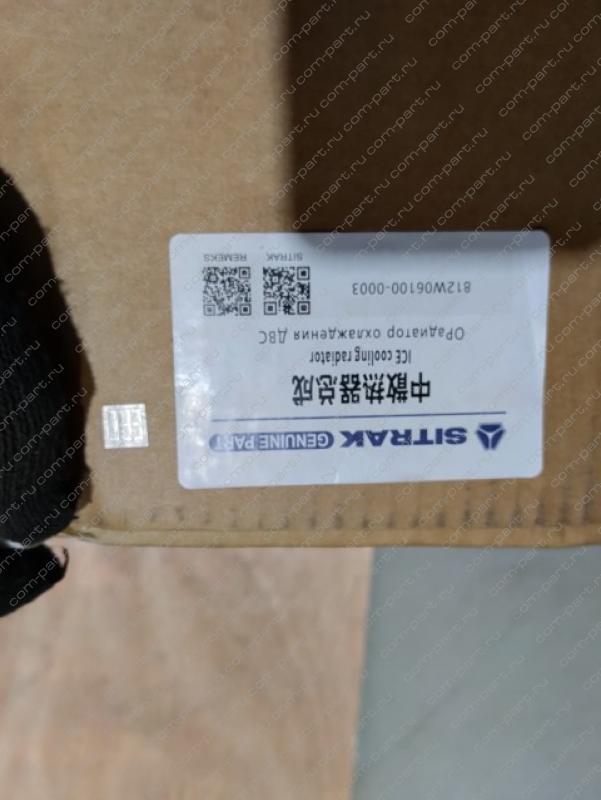 SITRAK GENUINE PART
中散热器总成
ICE cooling radiator
ОРадиатор охлаждения ДВС
812W06100-0003
SITRAK
REMEKS
com-part.ru